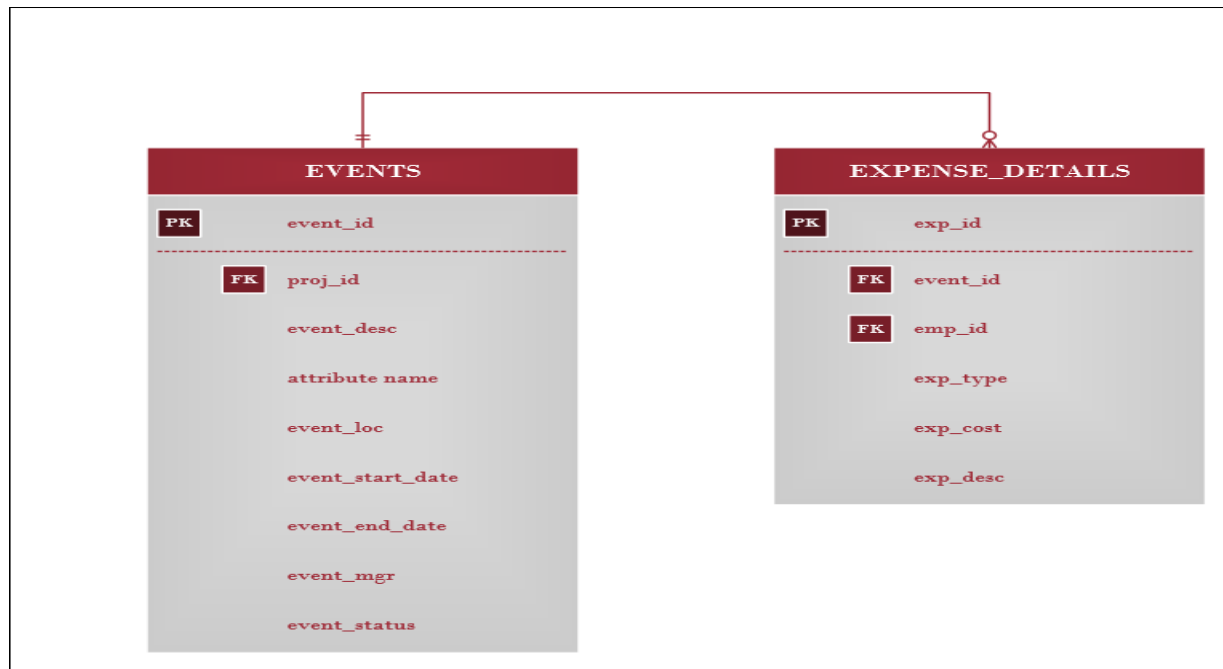 EVENTS
PK event_id
FK proj_id
event_desc
attribute name
event_loc
event_start_date
event_end_date
event_mgr
event_status
EXPENSE_DETAILS
PK exp_id
FK event_id
FK emp_id
exp_type
exp_cost
exp_desc